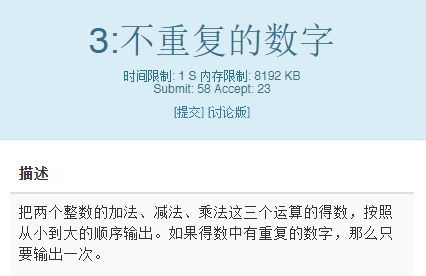 3:不重复的数字
时间限制: 1 S 内存限制: 8192 KB
Submit: 58 Accept: 23
[提交] [讨论版]
描述
把两个整数的加法、减法、乘法这三个运算的得数，按照
从小到大的顺序输出。如果得数中有重复的数字，那么只
要输出一次。